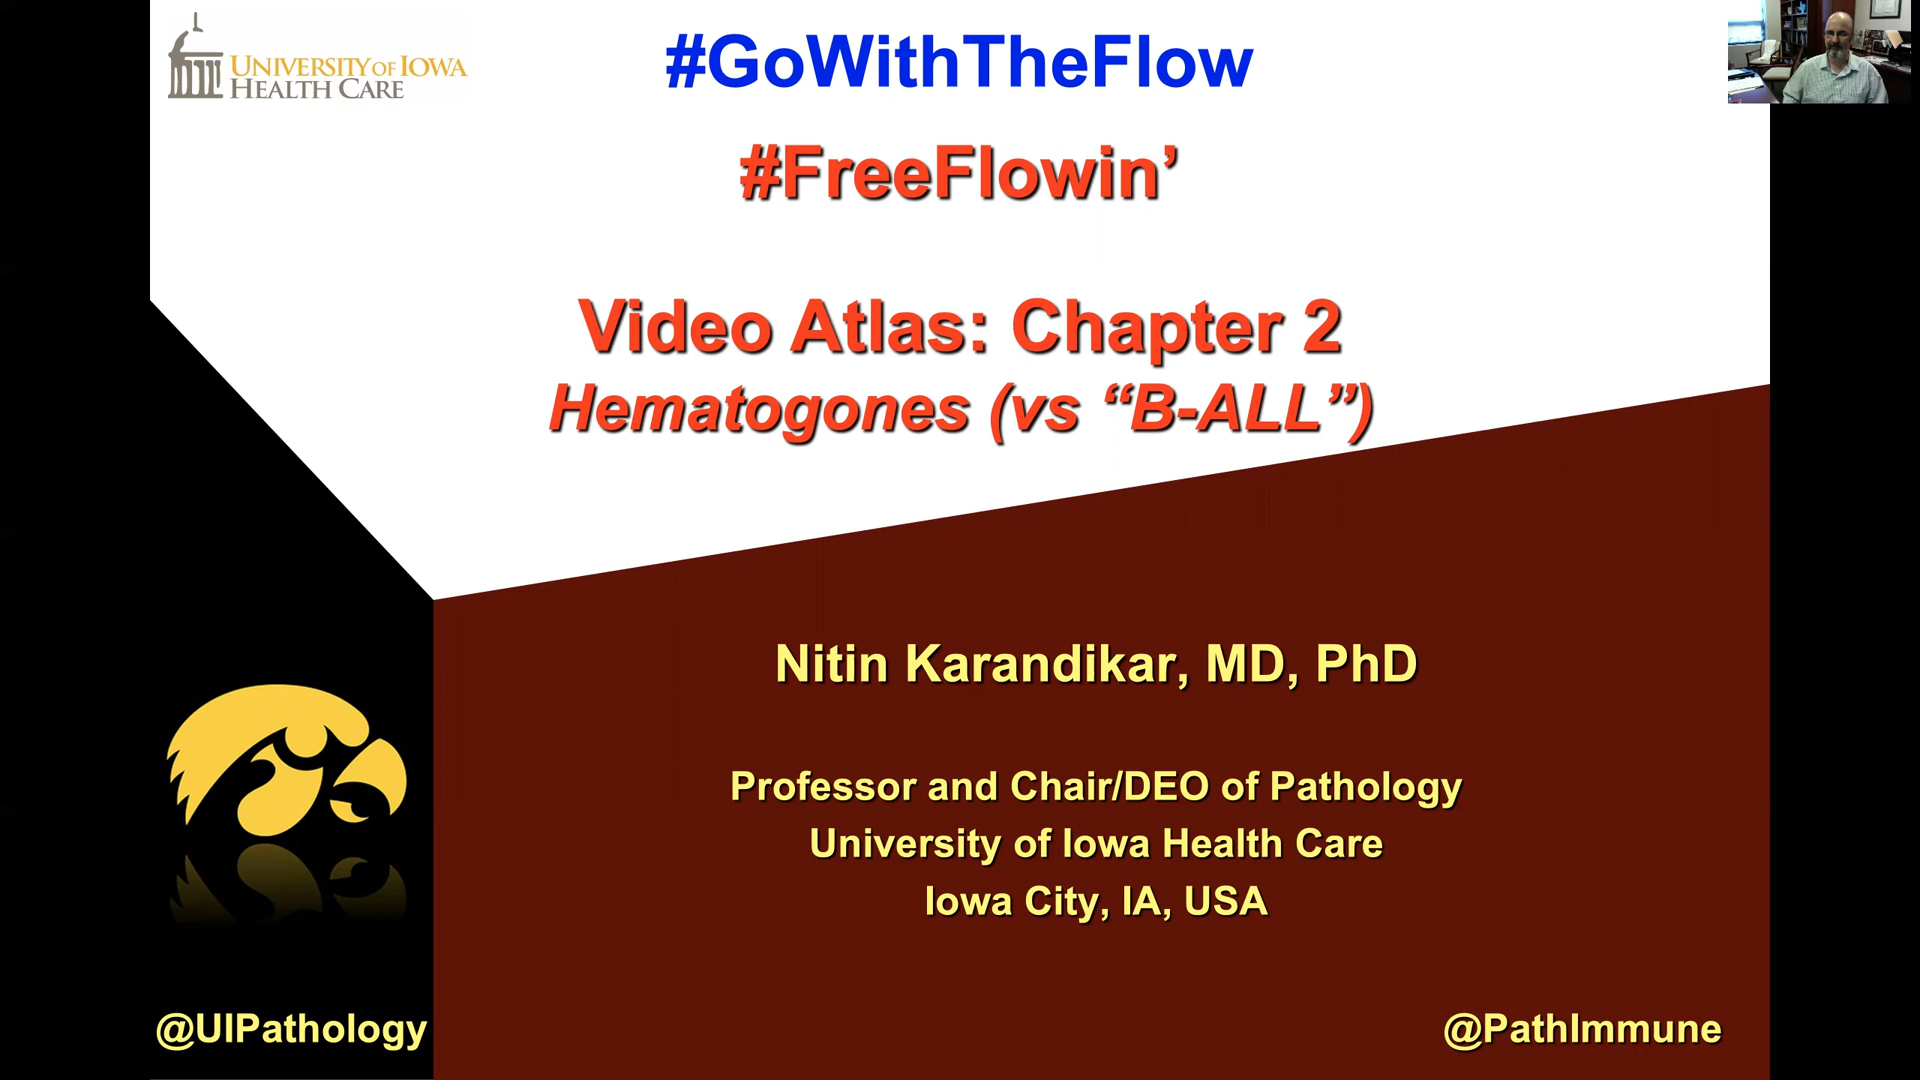 UNIVERSITY OF IOWA
HEALTH CARE
#GoWithTheFlow
#FreeFlowin’
Video Atlas: Chapter 2
Hematogones (vs “B-ALL”)
Nitin Karandikar, MD, PhD
Professor and Chair/DEO of Pathology
University of Iowa Health Care
Iowa City, IA, USA
@UIPathology
@PathImmune